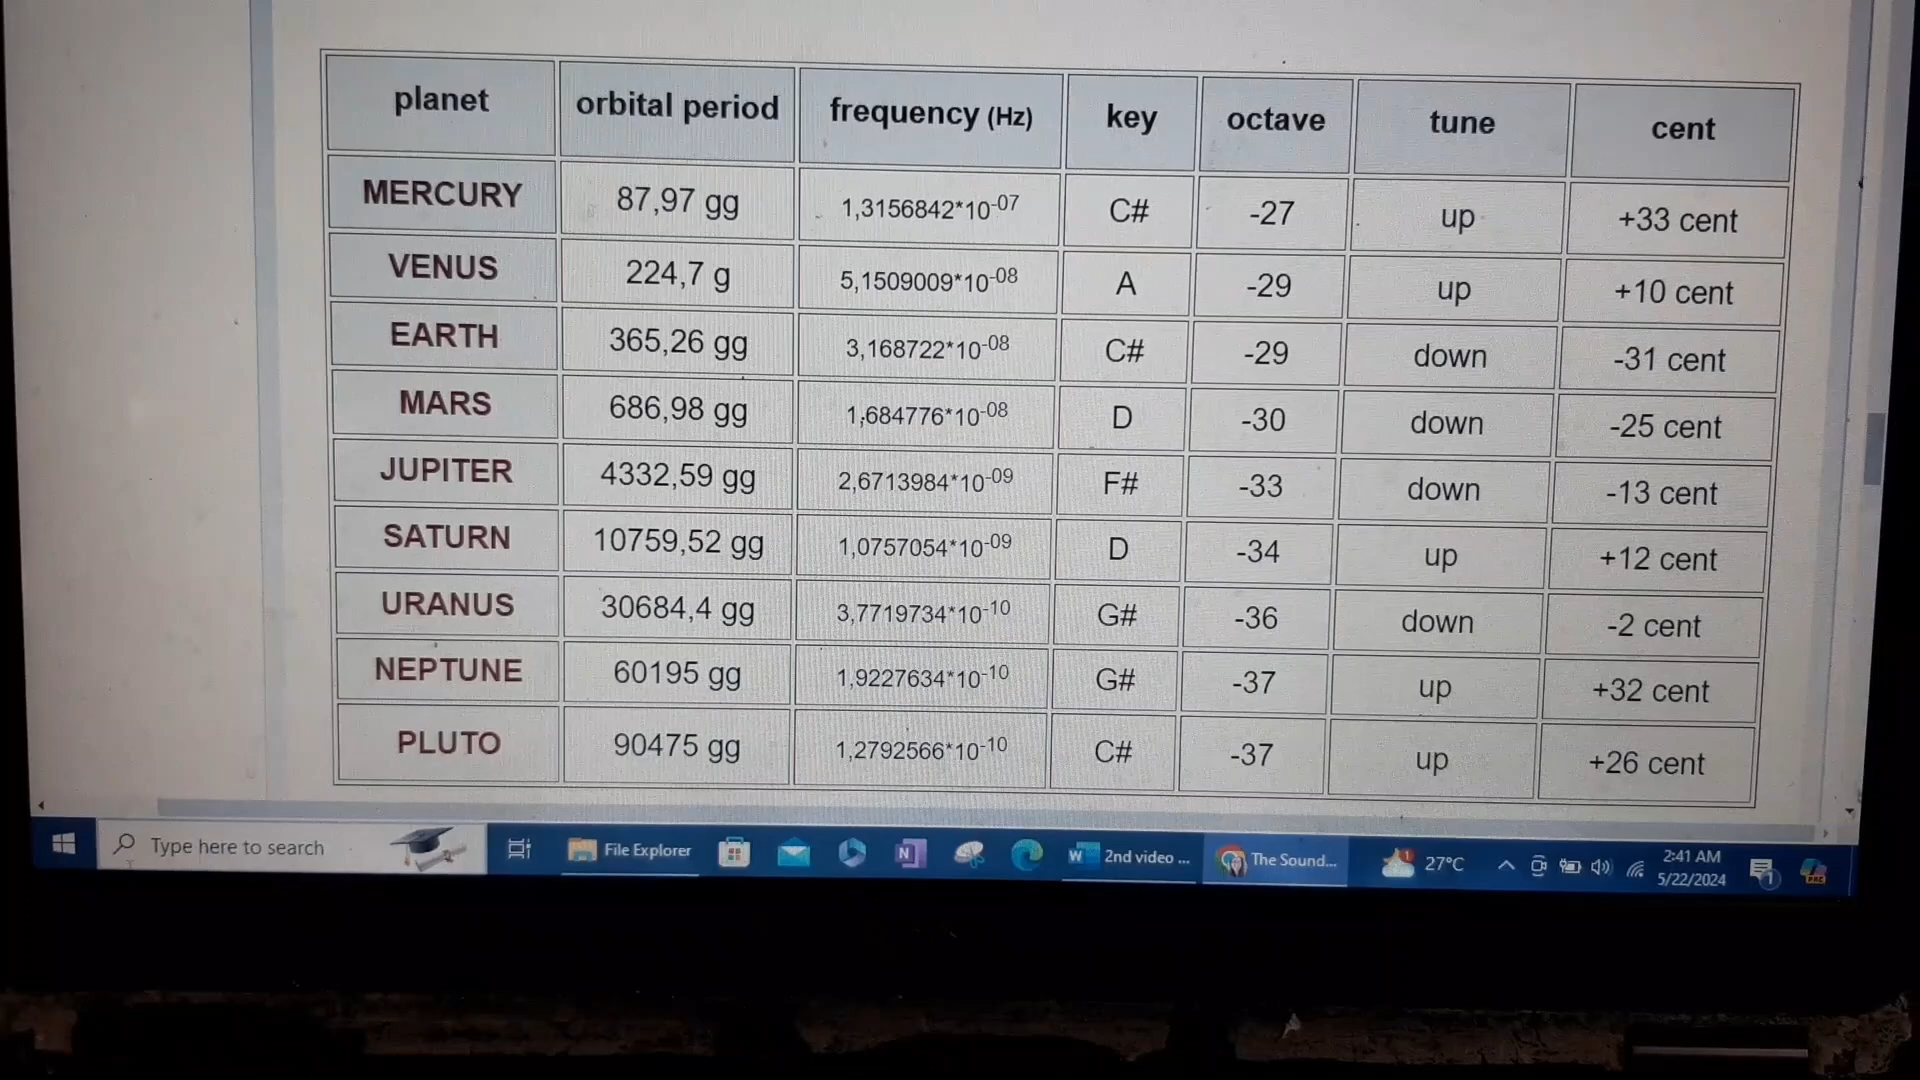 planet orbital period frequency (Hz) key octave tune cent
MERCURY 87,97 gg 1,3156842*10-07 C# -27 up +33 cent
VENUS 224,7 g 5,1509009*10-08 A -29 up +10 cent
EARTH 365,26 gg 3,168722*10-08 C# -29 down -31 cent
MARS 686,98 gg 1,684776*10-08 D -30 down -25 cent
JUPITER 4332,59 gg 2,6713984*10-09 F# -33 down -13 cent
SATURN 10759,52 gg 1,0757054*10-09 D -34 up +12 cent
URANUS 30684,4 gg 3,7719734*10-10 G# -36 down -2 cent
NEPTUNE 60195 gg 1,9227634*10-10 G# -37 up +32 cent
PLUTO 90475 gg 1,2792566*10-10 C# -37 up +26 cent
Type here to search File Explorer N W 2nd video ... The Sound... 1 27°C 2:41 AM
5/22/2024 1 PRE